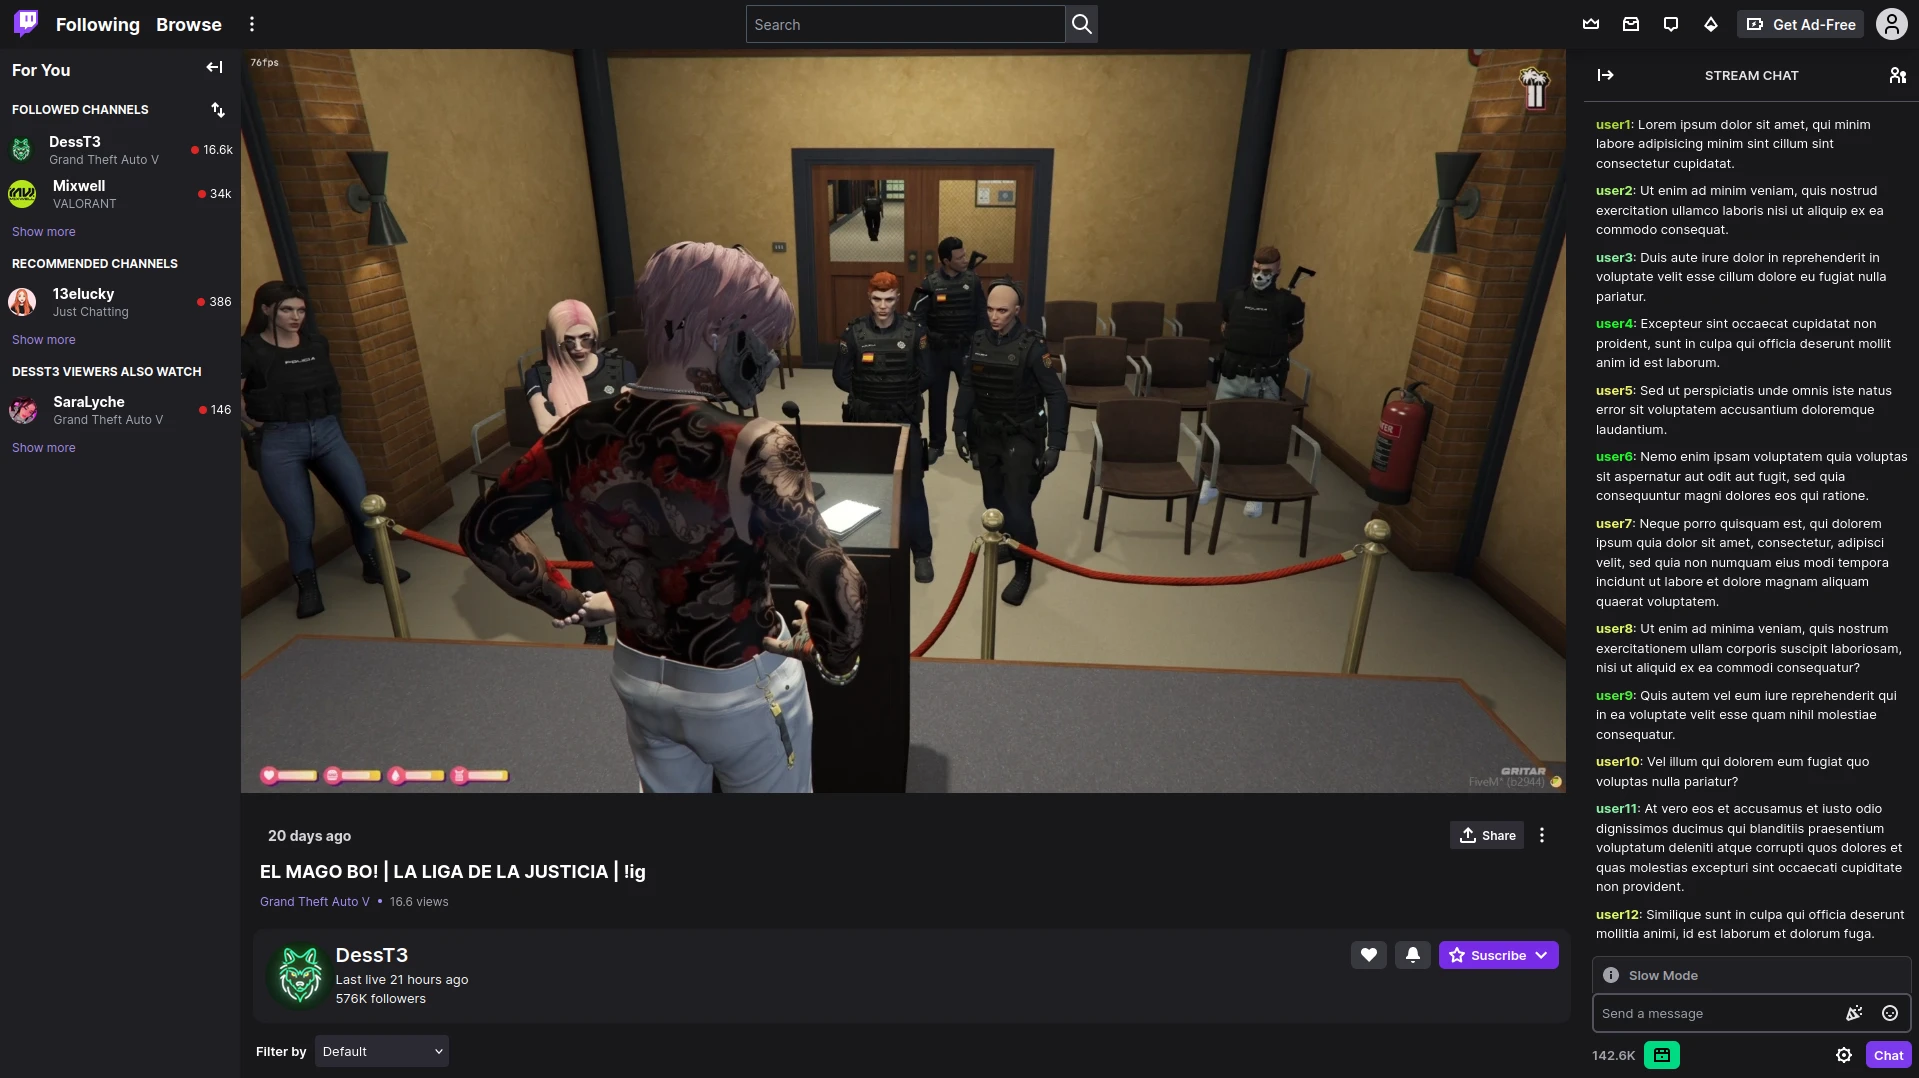 Following Browse
Search
Get Ad-Free
For You
FOLLOWED CHANNELS
DessT3
Grand Theft Auto V
16.6k
Mixwell
VALORANT
34k
Show more
RECOMMENDED CHANNELS
13elucky
Just Chatting
386
Show more
DESST3 VIEWERS ALSO WATCH
SaraLyche
Grand Theft Auto V
146
Show more
76fps
POLICIA
GRITAR
FiveM* (b2944)
20 days ago
Share
EL MAGO BO! | LA LIGA DE LA JUSTICIA | !ig
Grand Theft Auto V • 16.6 views
DessT3
Last live 21 hours ago
576K followers
Suscribe
Filter by
Default
STREAM CHAT
user1: Lorem ipsum dolor sit amet, qui minim
labore adipisicing minim sint cillum sint
consectetur cupidatat.
user2: Ut enim ad minim veniam, quis nostrud
exercitation ullamco laboris nisi ut aliquip ex ea
commodo consequat.
user3: Duis aute irure dolor in reprehenderit in
voluptate velit esse cillum dolore eu fugiat nulla
pariatur.
user4: Excepteur sint occaecat cupidatat non
proident, sunt in culpa qui officia deserunt mollit
anim id est laborum.
user5: Sed ut perspiciatis unde omnis iste natus
error sit voluptatem accusantium doloremque
laudantium.
user6: Nemo enim ipsam voluptatem quia voluptas
sit aspernatur aut odit aut fugit, sed quia
consequuntur magni dolores eos qui ratione.
user7: Neque porro quisquam est, qui dolorem
ipsum quia dolor sit amet, consectetur, adipisci
velit, sed quia non numquam eius modi tempora
incidunt ut labore et dolore magnam aliquam
quaerat voluptatem.
user8: Ut enim ad minima veniam, quis nostrum
exercitationem ullam corporis suscipit laboriosam,
nisi ut aliquid ex ea commodi consequatur?
user9: Quis autem vel eum iure reprehenderit qui
in ea voluptate velit esse quam nihil molestiae
consequatur.
user10: Vel illum qui dolorem eum fugiat quo
voluptas nulla pariatur?
user11: At vero eos et accusamus et iusto odio
dignissimos ducimus qui blanditiis praesentium
voluptatum deleniti atque corrupti quos dolores et
quas molestias excepturi sint occaecati cupiditate
non provident.
user12: Similique sunt in culpa qui officia deserunt
mollitia animi, id est laborum et dolorum fuga.
Slow Mode
Send a message
142.6K
Chat